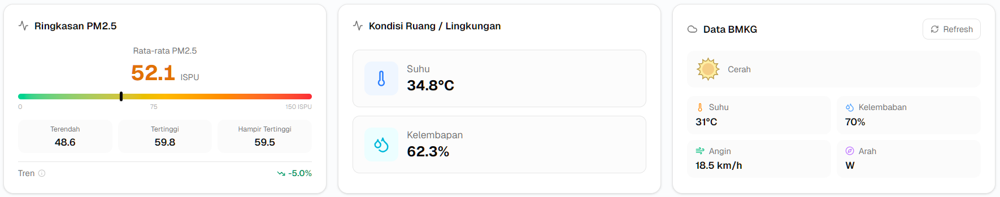 Ringkasan PM2.5
Rata-rata PM2.5
52.1 ISPU
0 75 150 ISPU
Terendah
48.6
Tertinggi
59.8
Hampir Tertinggi
59.5
Tren -5.0%
Kondisi Ruang / Lingkungan
Suhu
34.8°C
Kelembapan
62.3%
Data BMKG
Refresh
Cerah
Suhu
31°C
Kelembaban
70%
Angin
18.5 km/h
Arah
W